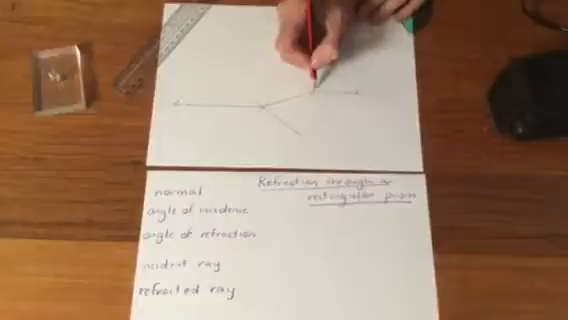 Refraction through a
rectangular prism
normal
angle of incidence
angle of refraction
incident ray
refracted ray